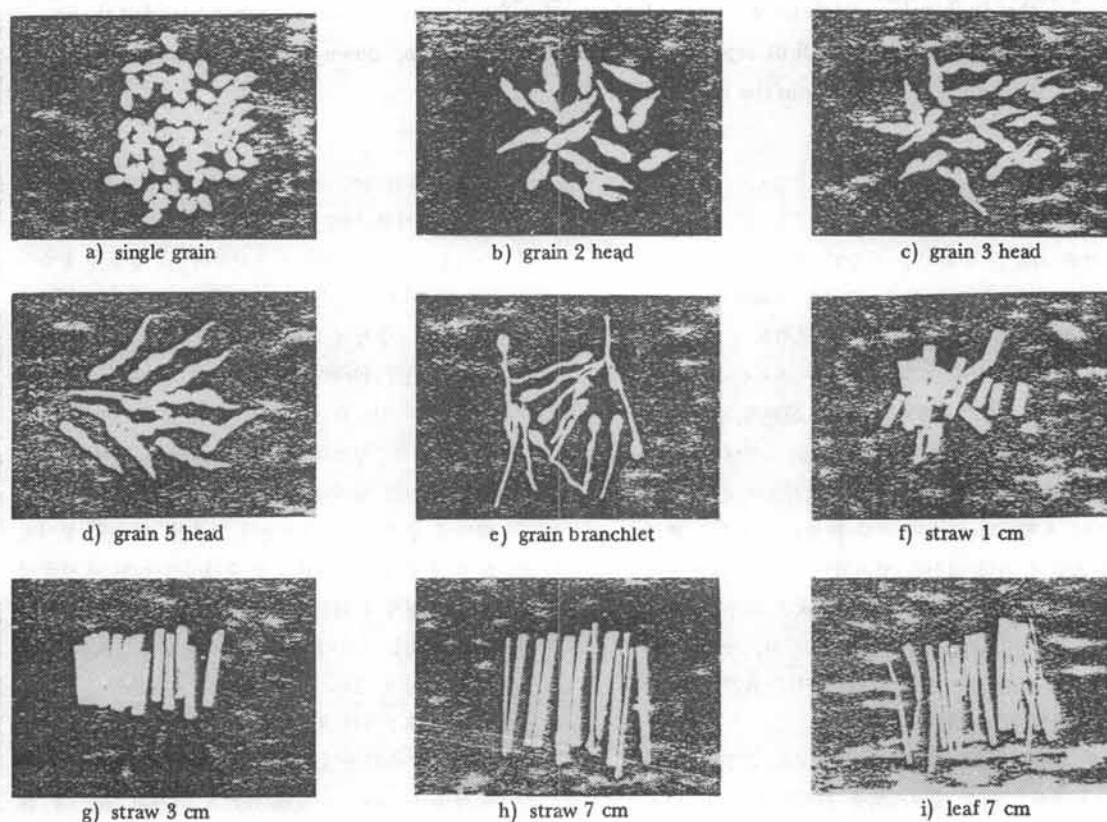 a) single grain
b) grain 2 head
c) grain 3 head
d) grain 5 head
e) grain branchlet
f) straw 1 cm
g) straw 3 cm
h) straw 7 cm
i) leaf 7 cm